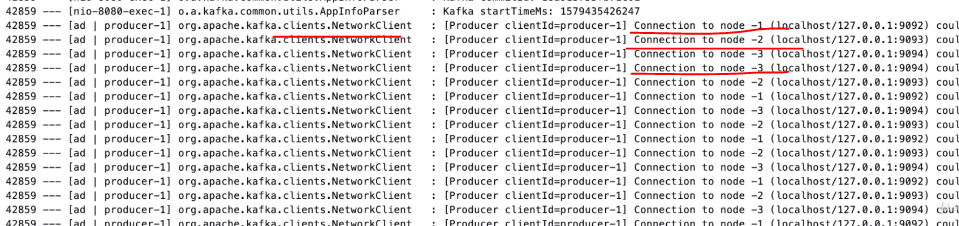 42859 --- [nio-8080-exec-1] o.a.kafka.common.utils.AppInfoParser : Kafka startTimeMs: 1579435426247
42859 --- [ad | producer-1] org.apache.kafka.clients.NetworkClient : [Producer clientId=producer-1] Connection to node -1 (localhost/127.0.0.1:9092) coul
42859 --- [ad | producer-1] org.apache.kafka.clients.NetworkClient : [Producer clientId=producer-1] Connection to node -2 (localhost/127.0.0.1:9093) coul
42859 --- [ad | producer-1] org.apache.kafka.clients.NetworkClient : [Producer clientId=producer-1] Connection to node -3 (localhost/127.0.0.1:9094) coul
42859 --- [ad | producer-1] org.apache.kafka.clients.NetworkClient : [Producer clientId=producer-1] Connection to node -3 (localhost/127.0.0.1:9094) coul
42859 --- [ad | producer-1] org.apache.kafka.clients.NetworkClient : [Producer clientId=producer-1] Connection to node -2 (localhost/127.0.0.1:9093) coul
42859 --- [ad | producer-1] org.apache.kafka.clients.NetworkClient : [Producer clientId=producer-1] Connection to node -1 (localhost/127.0.0.1:9092) coul
42859 --- [ad | producer-1] org.apache.kafka.clients.NetworkClient : [Producer clientId=producer-1] Connection to node -3 (localhost/127.0.0.1:9094) coul
42859 --- [ad | producer-1] org.apache.kafka.clients.NetworkClient : [Producer clientId=producer-1] Connection to node -2 (localhost/127.0.0.1:9093) coul
42859 --- [ad | producer-1] org.apache.kafka.clients.NetworkClient : [Producer clientId=producer-1] Connection to node -1 (localhost/127.0.0.1:9092) coul
42859 --- [ad | producer-1] org.apache.kafka.clients.NetworkClient : [Producer clientId=producer-1] Connection to node -2 (localhost/127.0.0.1:9093) coul
42859 --- [ad | producer-1] org.apache.kafka.clients.NetworkClient : [Producer clientId=producer-1] Connection to node -3 (localhost/127.0.0.1:9094) coul
42859 --- [ad | producer-1] org.apache.kafka.clients.NetworkClient : [Producer clientId=producer-1] Connection to node -1 (localhost/127.0.0.1:9092) coul
42859 --- [ad | producer-1] org.apache.kafka.clients.NetworkClient : [Producer clientId=producer-1] Connection to node -2 (localhost/127.0.0.1:9093) coul
42859 --- [ad | producer-1] org.apache.kafka.clients.NetworkClient : [Producer clientId=producer-1] Connection to node -3 (localhost/127.0.0.1:9094) coul
42859 --- [ad | producer-1] org.apache.kafka.clients.NetworkClient : [Producer clientId=producer-1] Connection to node -1 (localhost/127.0.0.1:9092) coul